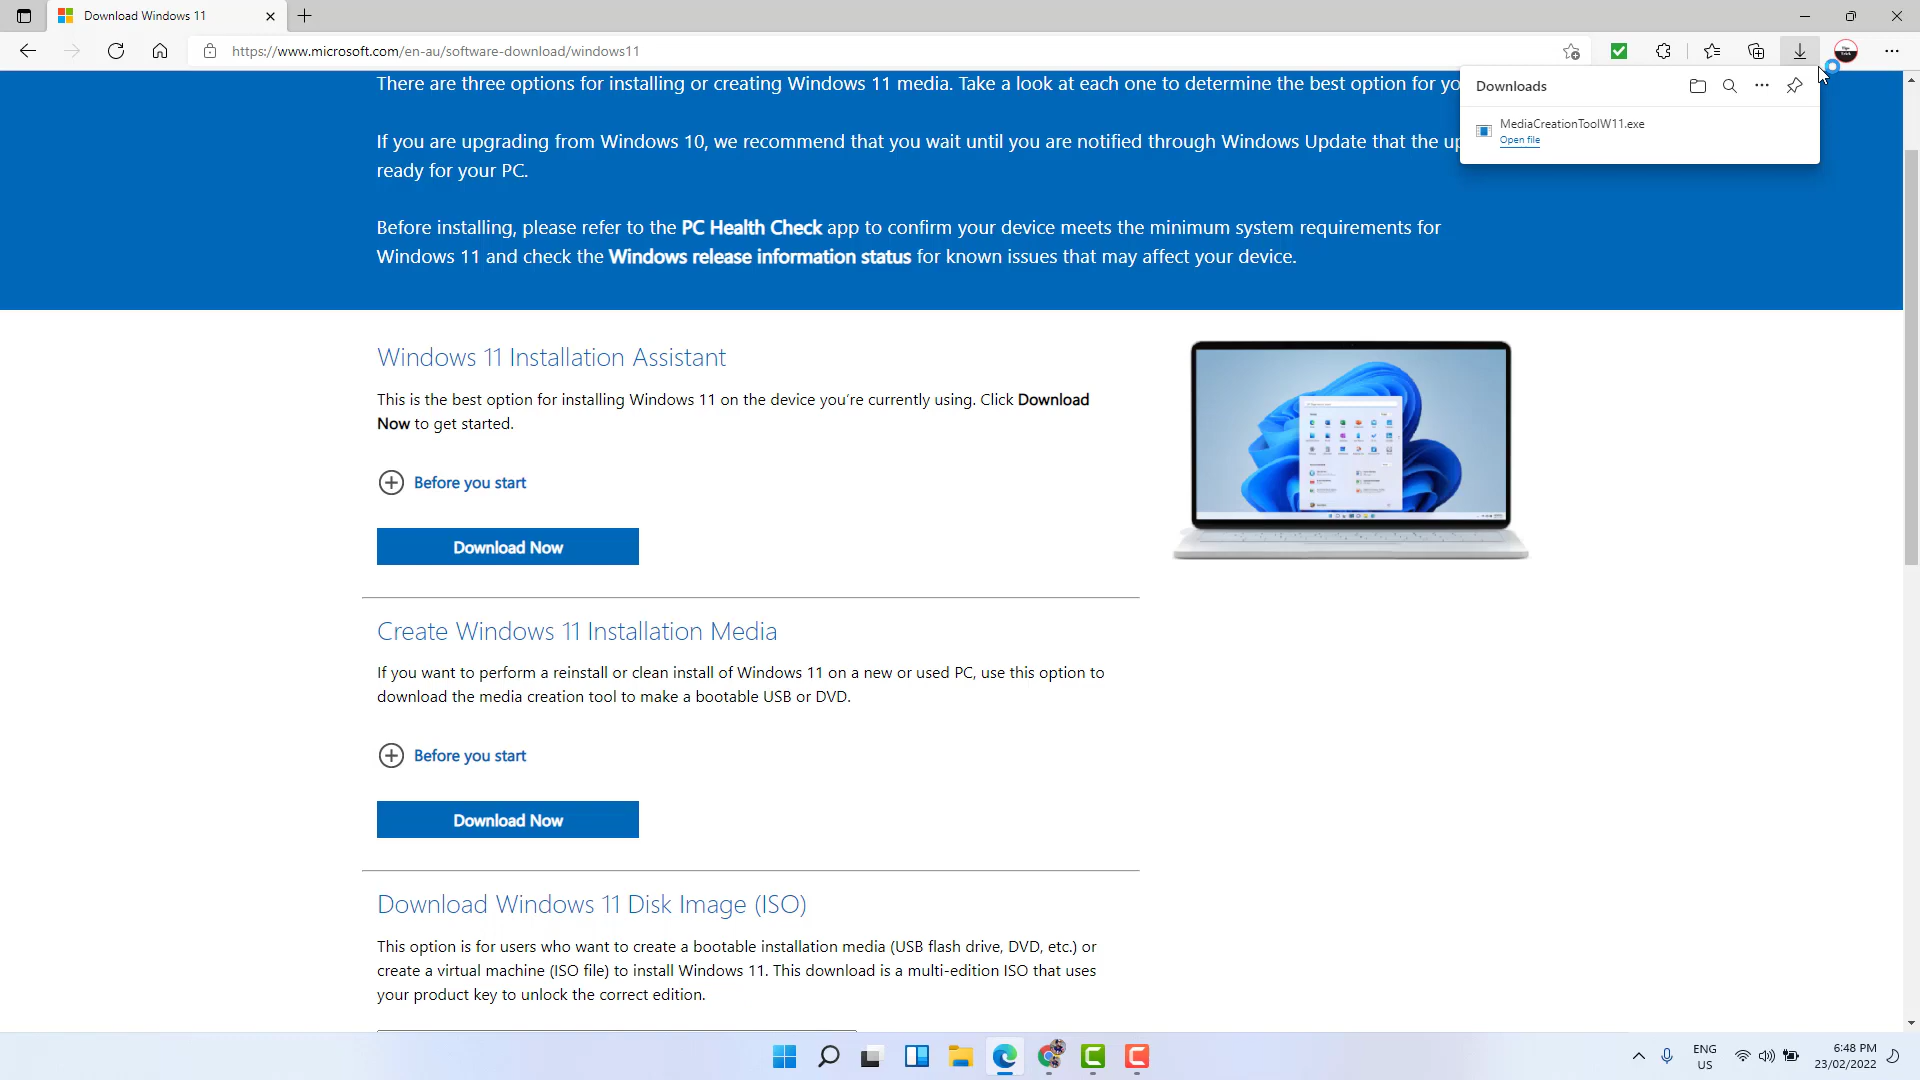 Download Windows 11
https://www.microsoft.com/en-au/software-download/windows11
Downloads
MediaCreationToolW11.exe
Open file
There are three options for installing or creating Windows 11 media. Take a look at each one to determine the best option for yo
If you are upgrading from Windows 10, we recommend that you wait until you are notified through Windows Update that the up
ready for your PC.
Before installing, please refer to the PC Health Check app to confirm your device meets the minimum system requirements for
Windows 11 and check the Windows release information status for known issues that may affect your device.
Windows 11 Installation Assistant
This is the best option for installing Windows 11 on the device you're currently using. Click Download
Now to get started.
Before you start
Download Now
Create Windows 11 Installation Media
If you want to perform a reinstall or clean install of Windows 11 on a new or used PC, use this option to
download the media creation tool to make a bootable USB or DVD.
Before you start
Download Now
Download Windows 11 Disk Image (ISO)
This option is for users who want to create a bootable installation media (USB flash drive, DVD, etc.) or
create a virtual machine (ISO file) to install Windows 11. This download is a multi-edition ISO that uses
your product key to unlock the correct edition.
ENG
US
6:48 PM
23/02/2022